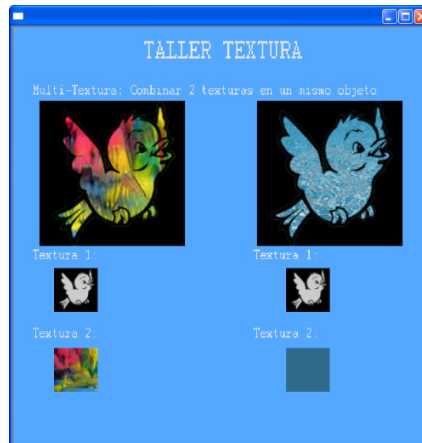 TALLER TEXTURA
Multi-Textura: Combinar 2 texturas en un mismo objeto
Textura 1:
Textura 1:
Textura 2:
Textura 2: